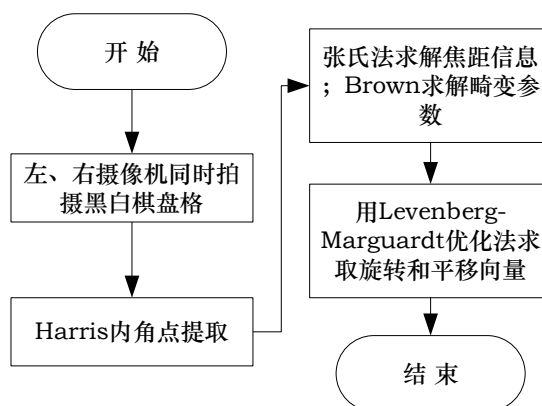 开 始
左、右摄像机同时拍
摄黑白棋盘格
Harris内角点提取
张氏法求解焦距信息
；Brown求解畸变参
数
用Levenberg-
Marguardt优化法求
取旋转和平移向量
结 束